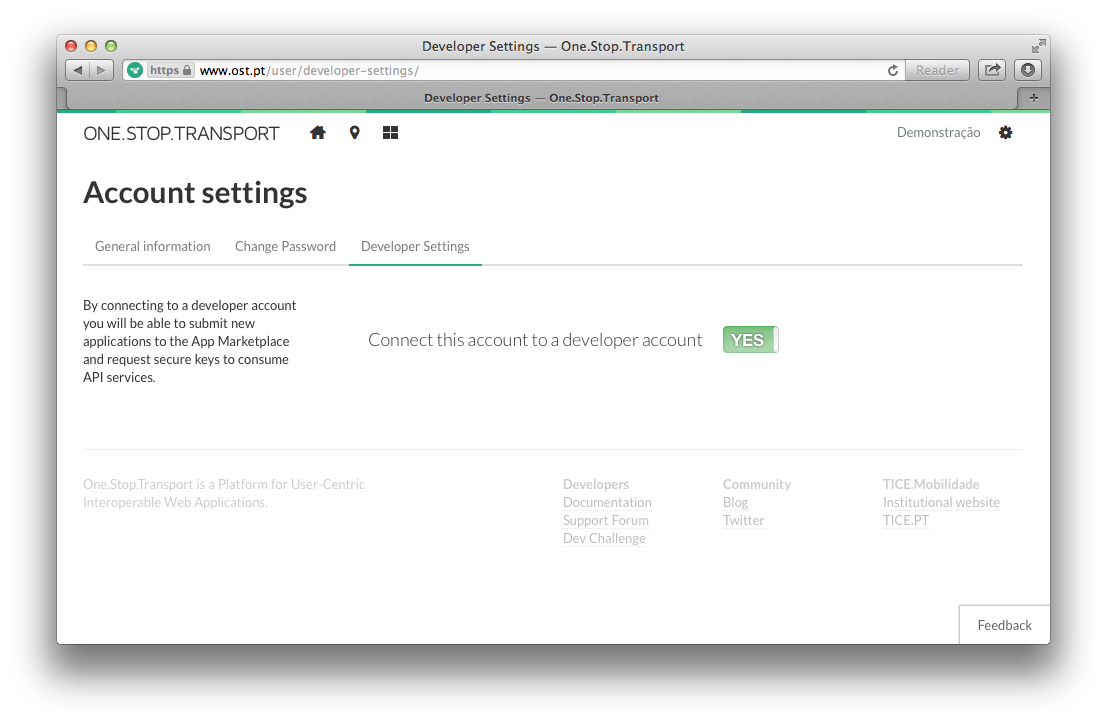 Developer Settings — One.Stop.Transport
https www.ost.pt/user/developer-settings/ Reader
Developer Settings — One.Stop.Transport
ONE.STOP.TRANSPORT Demonstração
Account settings
General information Change Password Developer Settings
By connecting to a developer account
you will be able to submit new
applications to the App Marketplace
and request secure keys to consume
API services.
Connect this account to a developer account YES
One.Stop.Transport is a Platform for User-Centric
Interoperable Web Applications.
Developers
Documentation
Support Forum
Dev Challenge
Community
Blog
Twitter
TICE.Mobilidade
Institutional website
TICE.PT
Feedback